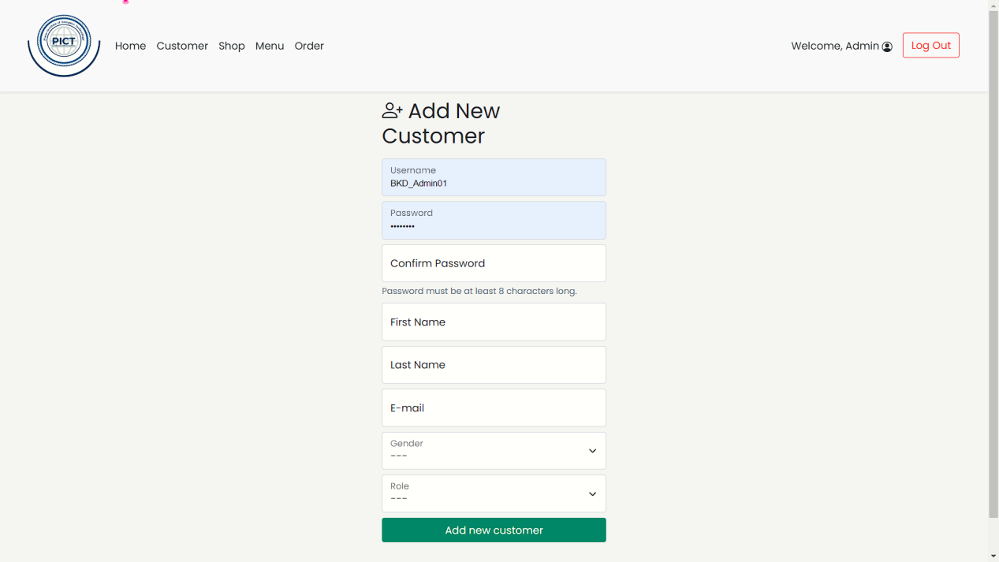 PICT
Home Customer Shop Menu Order
Welcome, Admin
Log Out
Add New
Customer
Username
BKD_Admin01
Password
••••••••
Confirm Password
Password must be at least 8 characters long.
First Name
Last Name
E-mail
Gender
---
Role
---
Add new customer